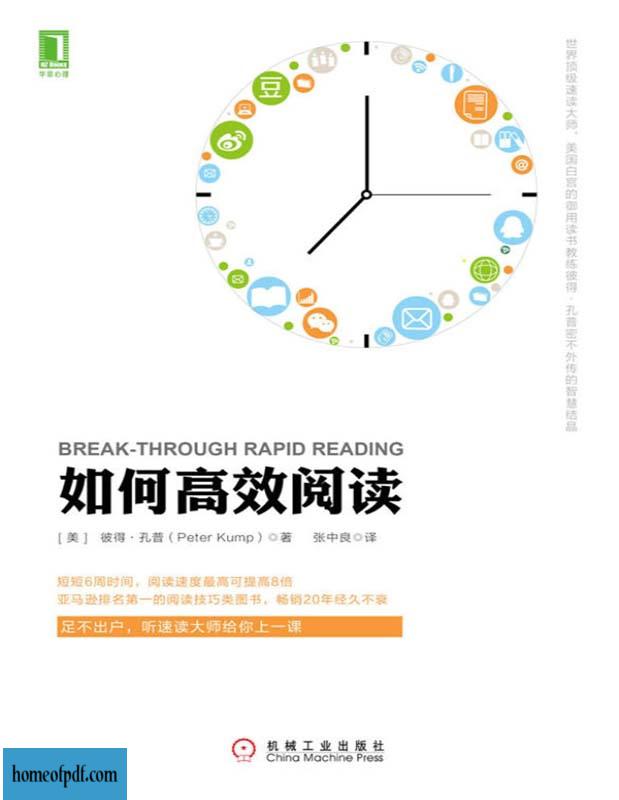 HZ BOOKS
华章心理
豆
@
世界顶级速读大师，美国白宫的御用读书教练彼得·孔普密不外传的智慧结晶
BREAK-THROUGH RAPID READING
如何高效阅读
[美] 彼得·孔普（Peter Kump）◎著 张中良◎译
短短6周时间，阅读速度最高可提高8倍
亚马逊排名第一的阅读技巧类图书，畅销20年经久不衰
足不出户，听速读大师给你上一课
机械工业出版社
China Machine Press
homeofpdf.com